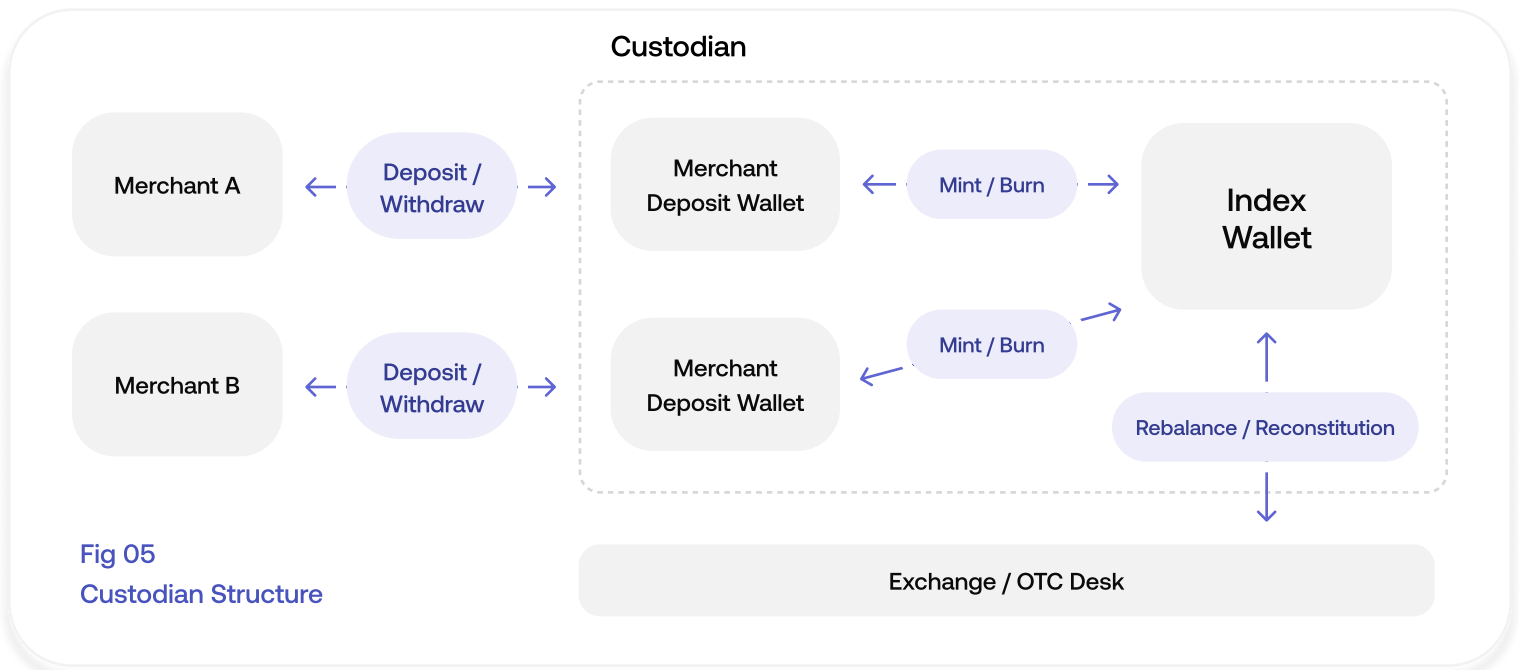 Custodian
Merchant A
Deposit /
Withdraw
Merchant
Deposit Wallet
Mint / Burn
Index
Wallet
Merchant B
Deposit /
Withdraw
Merchant
Deposit Wallet
Mint / Burn
Rebalance / Reconstitution
Fig 05
Custodian Structure
Exchange / OTC Desk